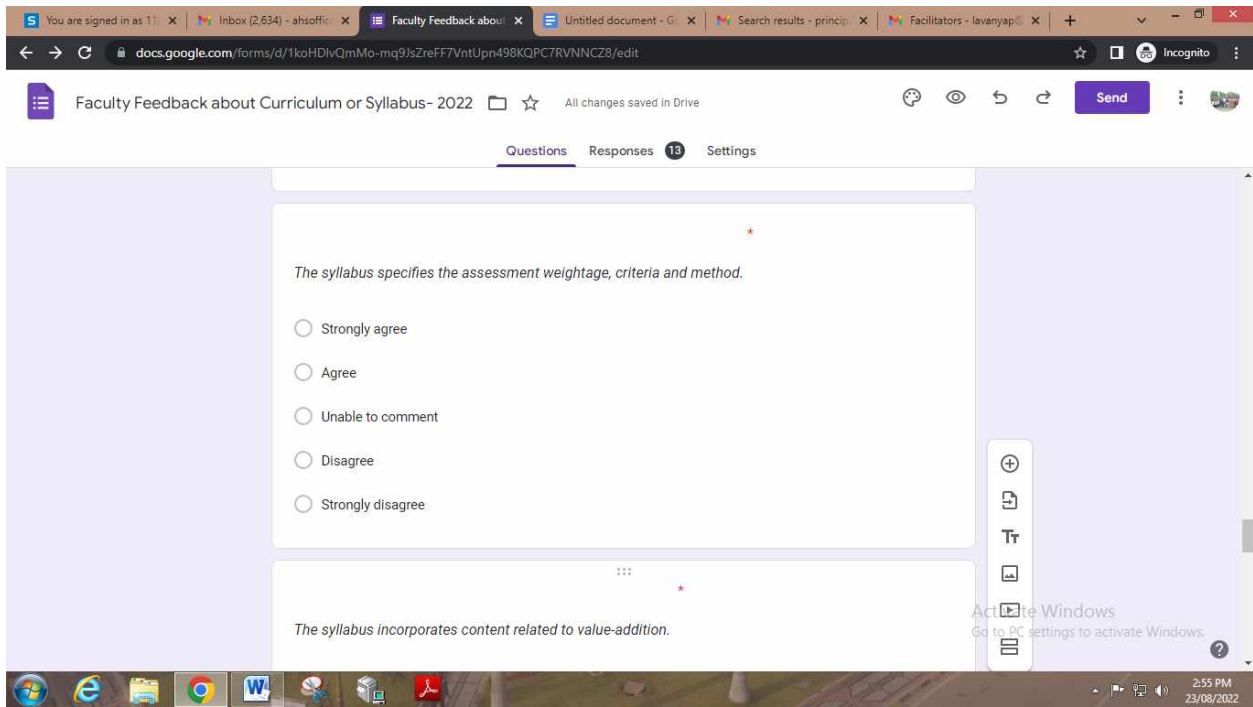 You are signed in as 11
Inbox (2,634) - ahsoffic
Faculty Feedback about
Untitled document - G
Search results - princip
Facilitators - lavanyap
docs.google.com/forms/d/1koHDlvQmMo-mq9JsZreFF7VntUpn498KQPC7RVNNCZ8/edit
Incognito
Faculty Feedback about Curriculum or Syllabus- 2022
All changes saved in Drive
Send
Questions Responses 13 Settings
*
The syllabus specifies the assessment weightage, criteria and method.
Strongly agree
Agree
Unable to comment
Disagree
Strongly disagree
*
The syllabus incorporates content related to value-addition.
Activate Windows
Go to PC settings to activate Windows.
2:55 PM
23/08/2022